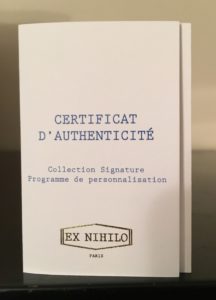 CERTIFICAT
D'AUTHENTICITÉ
Collection Signature
Programme de personnalisation
EX NIHILO
PARIS